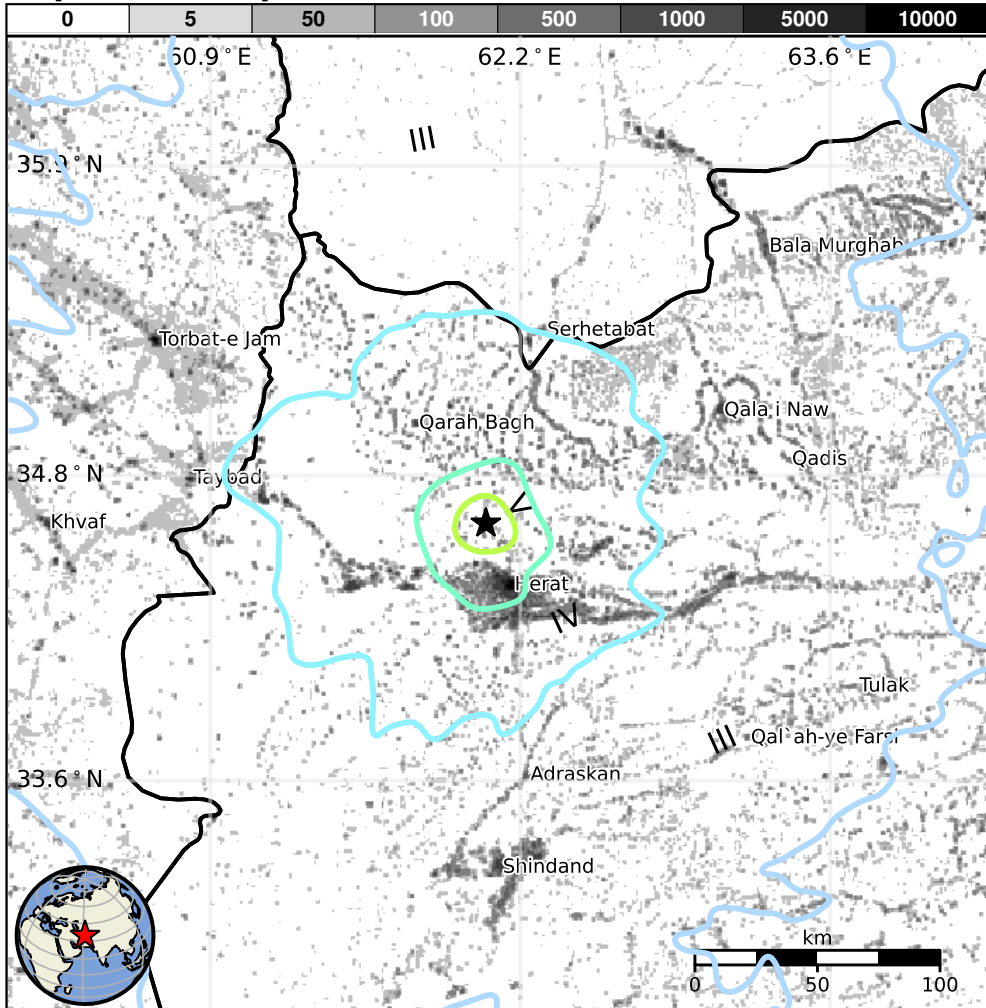 0 5 50 100 500 1000 5000 10000
60.9°E 62.2°E 63.6°E
III
35.9°N
Bala Murghab
Torbat-e Jam
Serhetabat
Qala i Naw
Qarah Bagh
Qadis
34.8°N
Taybad
V
Khvaf
Herat
IV
Tulak
III
Qal`ah-ye Farsi
33.6°N
Adraskan
Shindand
km
0 50 100